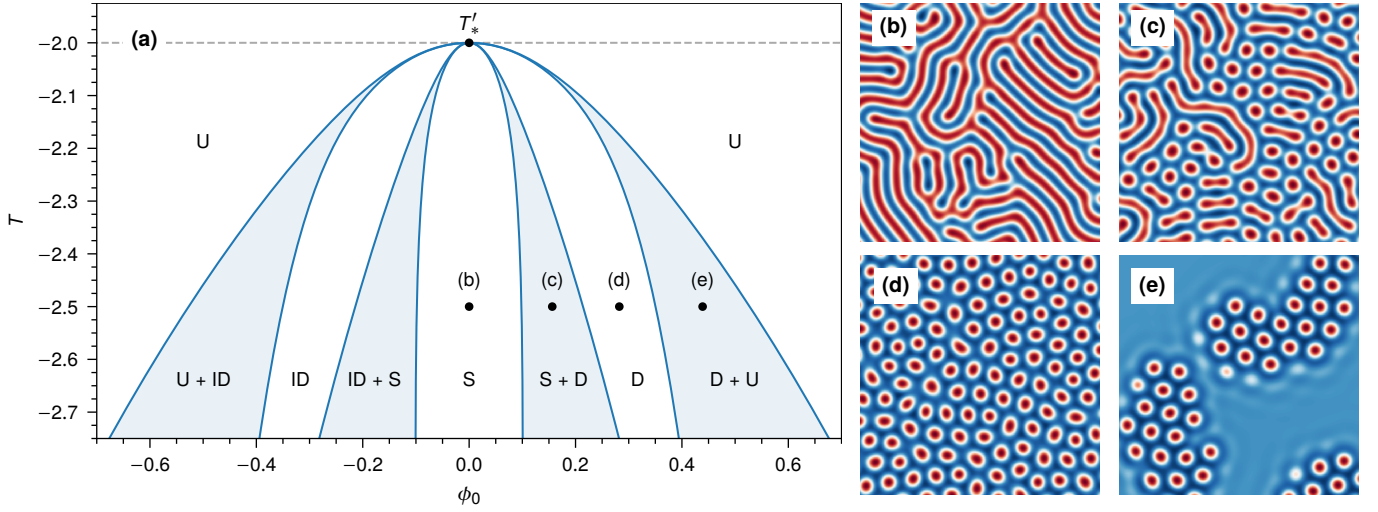 (a)
T′*
−2.0
−2.1
−2.2
−2.3
−2.4
−2.5
−2.6
−2.7
T
U
U
(b)
(c)
(d)
(e)
U + ID
ID
ID + S
S
S + D
D
D + U
−0.6
−0.4
−0.2
0.0
0.2
0.4
0.6
ϕ₀
(b)
(c)
(d)
(e)